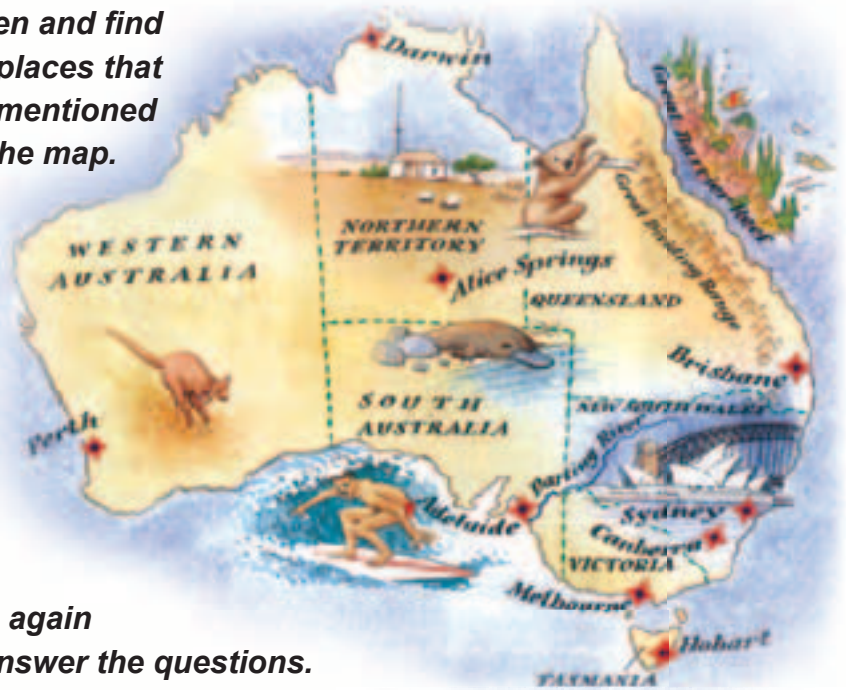 en and find
places that
mentioned
he map.
Darwin
Great Barrier Reef
Great Dividing Range
NORTHERN
TERRITORY
WESTERN
AUSTRALIA
Alice Springs
QUEENSLAND
Brisbane
SOUTH
AUSTRALIA
NEW SOUTH WALES
Darling River
Perth
Adelaide
Sydney
Canberra
VICTORIA
Melbourne
Hobart
TASMANIA
again
nswer the questions.